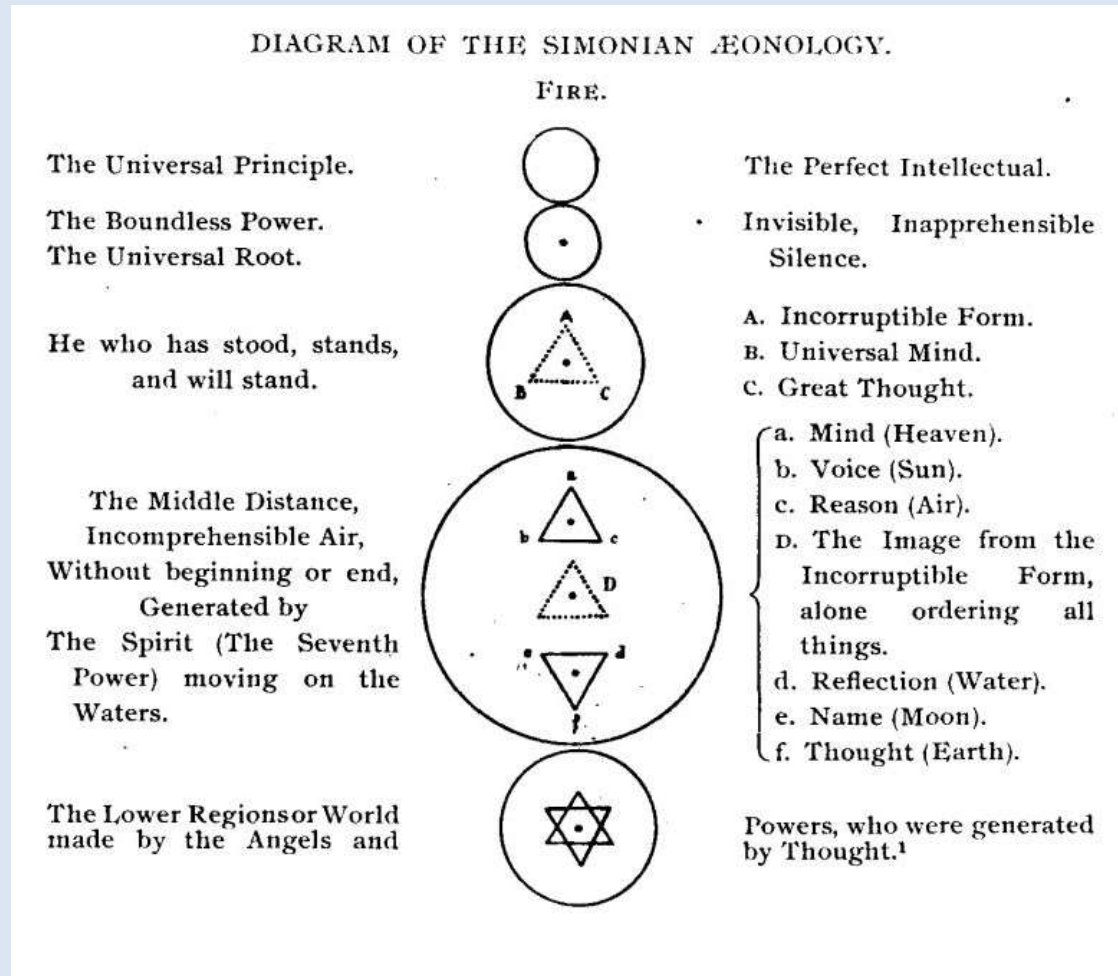 DIAGRAM OF THE SIMONIAN ÆONOLOGY.
FIRE.
The Universal Principle.
The Perfect Intellectual.
The Boundless Power.
The Universal Root.
Invisible, Inapprehensible
Silence.
He who has stood, stands,
and will stand.
A
B C
A. Incorruptible Form.
B. Universal Mind.
C. Great Thought.
The Middle Distance,
Incomprehensible Air,
Without beginning or end,
Generated by
The Spirit (The Seventh
Power) moving on the
Waters.
a
b c
D
e d
f
a. Mind (Heaven).
b. Voice (Sun).
c. Reason (Air).
D. The Image from the
Incorruptible Form,
alone ordering all
things.
d. Reflection (Water).
e. Name (Moon).
f. Thought (Earth).
The Lower Regions or World
made by the Angels and
Powers, who were generated
by Thought.¹